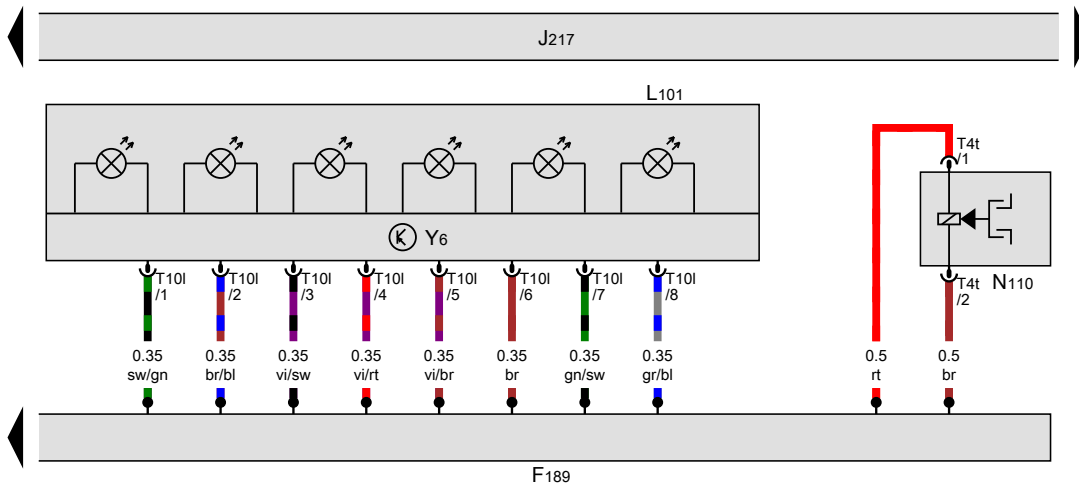 J217
L101
Y6
T10l
/1
T10l
/2
T10l
/3
T10l
/4
T10l
/5
T10l
/6
T10l
/7
T10l
/8
T4t
/1
N110
T4t
/2
0.35
sw/gn
0.35
br/bl
0.35
vi/sw
0.35
vi/rt
0.35
vi/br
0.35
br
0.35
gn/sw
0.35
gr/bl
0.5
rt
0.5
br
F189